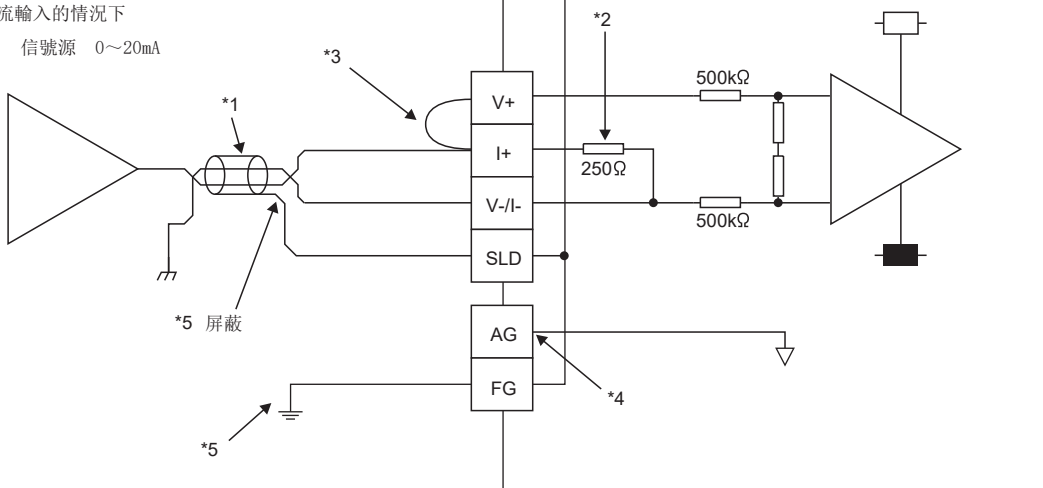 流輸入的情況下
信號源 0～20mA
*2
*3
500kΩ
*1
V+
I+
250Ω
V-/I-
500kΩ
SLD
*5 屏蔽
AG
FG
*4
*5